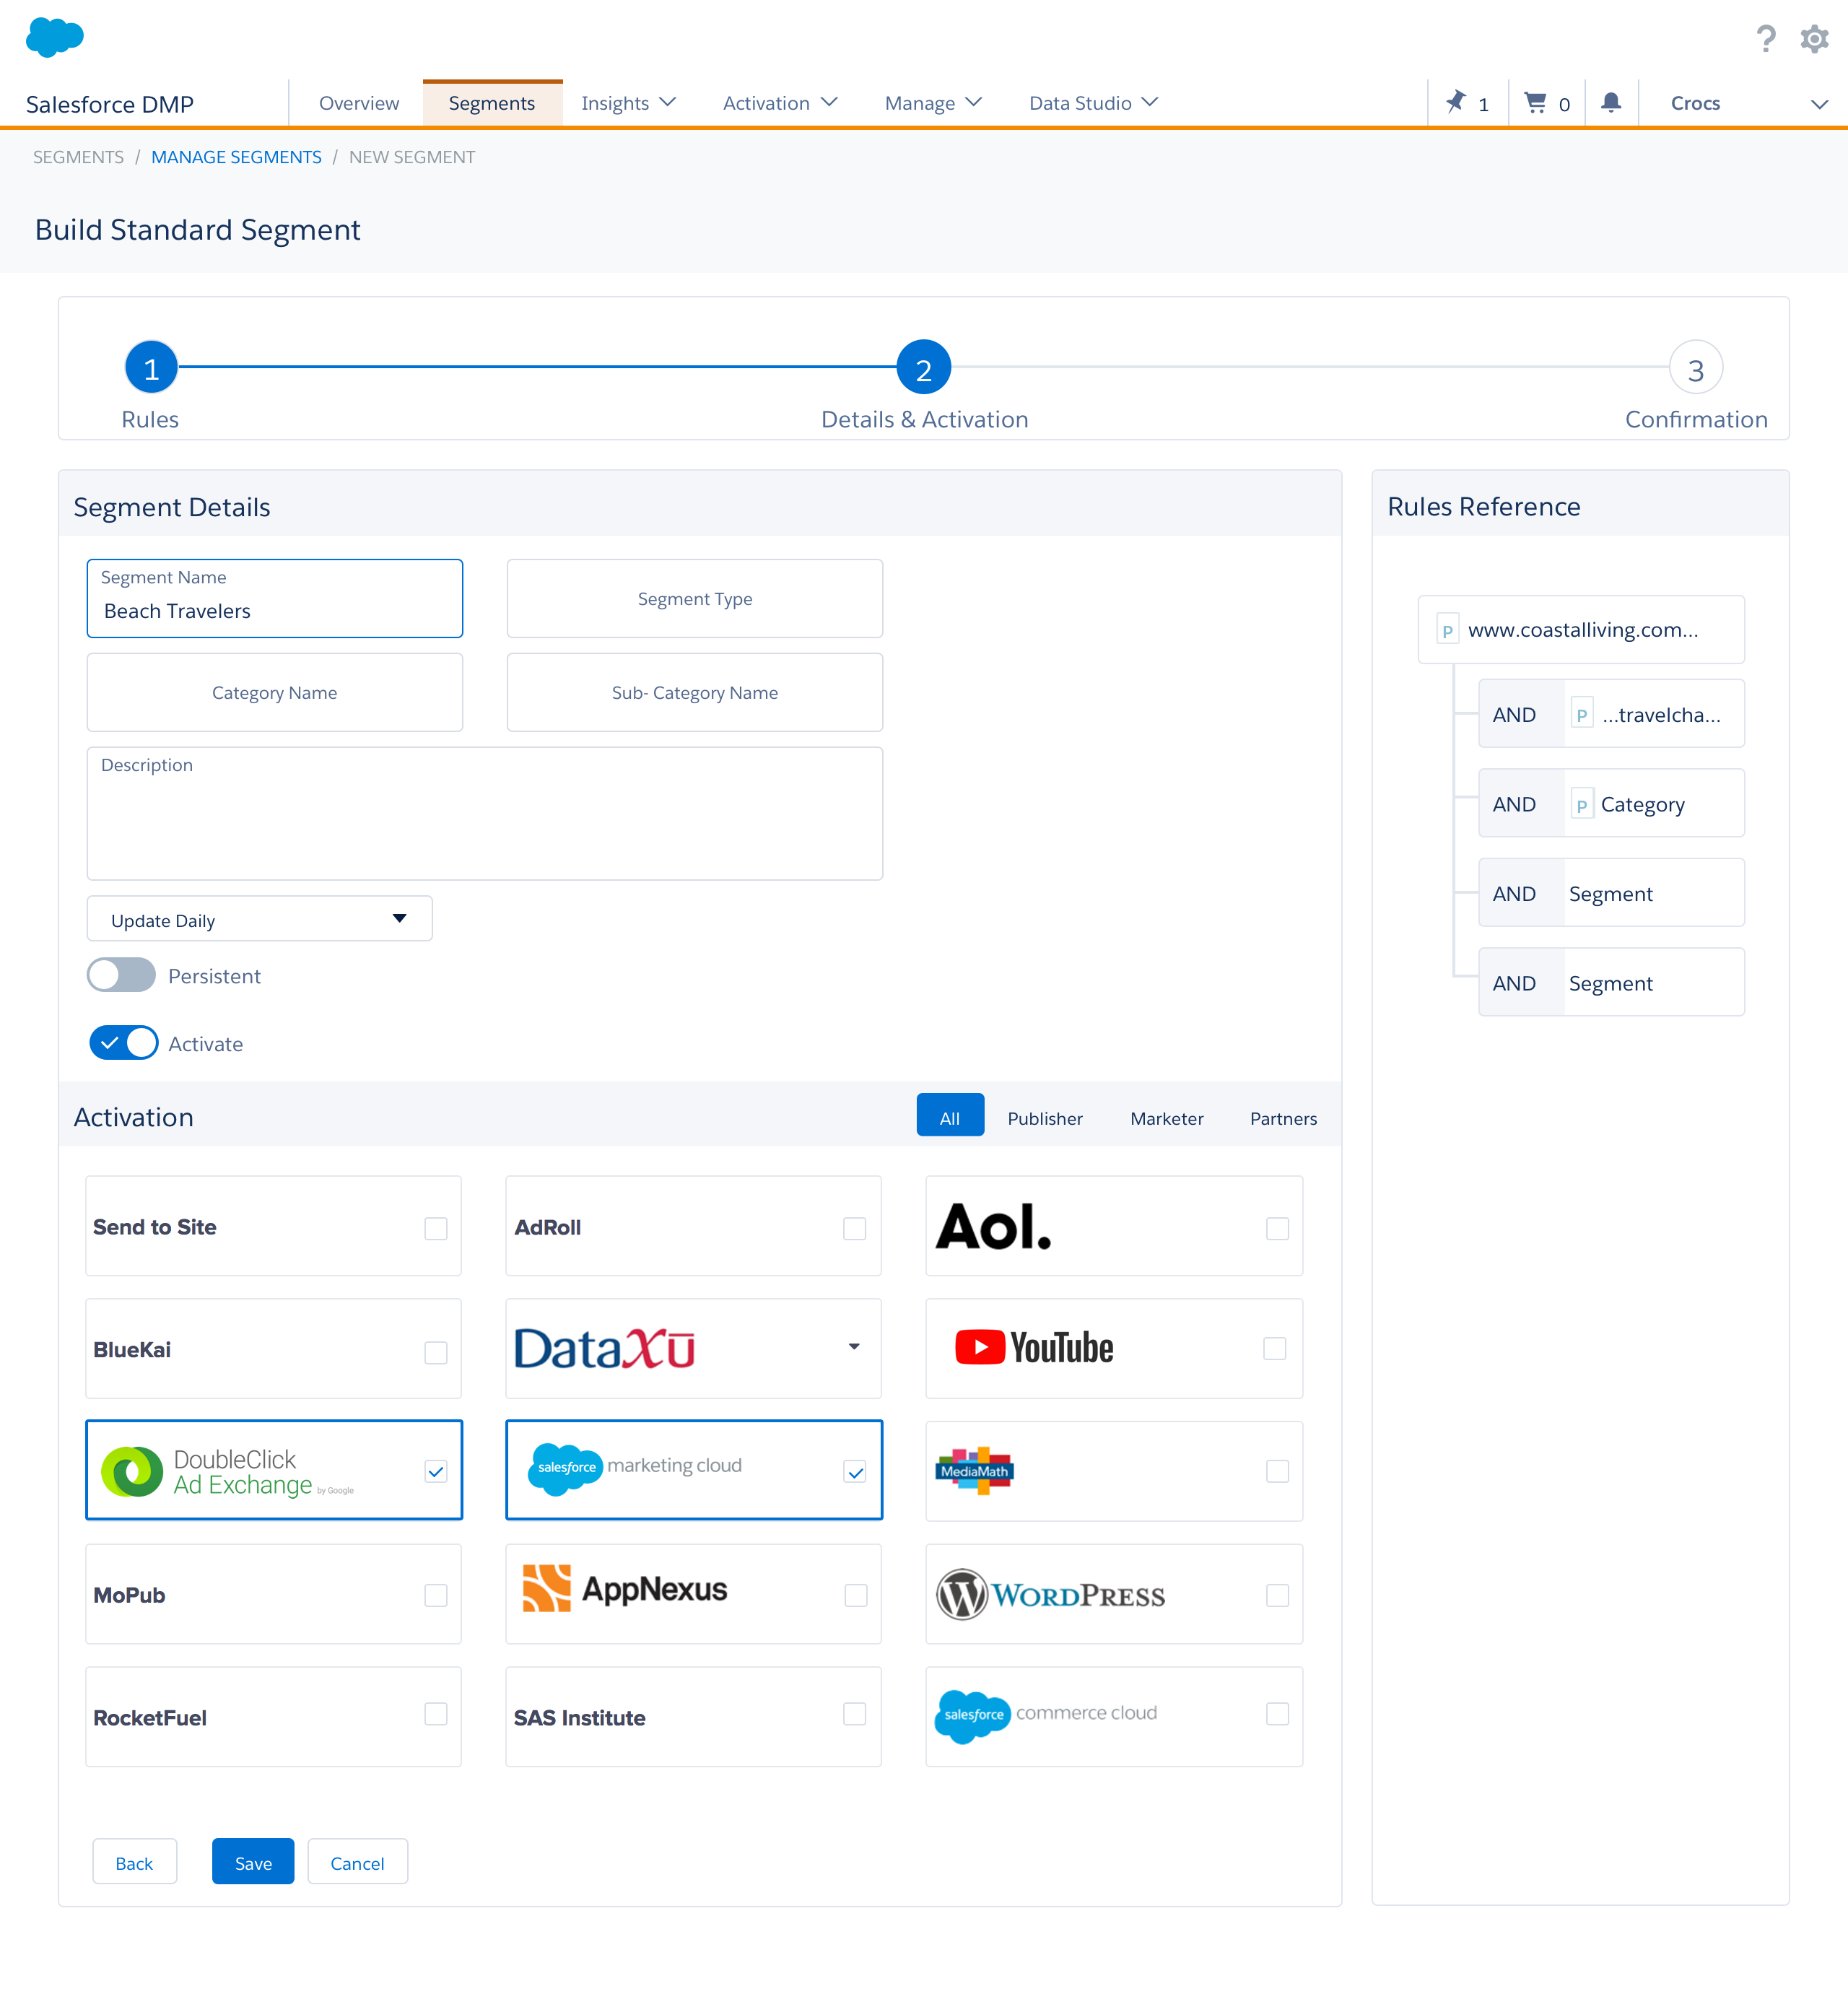 Salesforce DMP
Overview
Segments
Insights
Activation
Manage
Data Studio
1
0
Crocs
SEGMENTS / MANAGE SEGMENTS / NEW SEGMENT
Build Standard Segment
1
2
3
Rules
Details & Activation
Confirmation
Segment Details
Segment Name
Beach Travelers
Segment Type
Category Name
Sub- Category Name
Description
Update Daily
Persistent
Activate
Rules Reference
P www.coastalliving.com...
AND P ...travelcha...
AND P Category
AND Segment
AND Segment
Activation
All
Publisher
Marketer
Partners
Send to Site
AdRoll
Aol.
BlueKai
DataXū
YouTube
DoubleClick
Ad Exchange by Google
salesforce marketing cloud
MediaMath
MoPub
AppNexus
WORDPRESS
RocketFuel
SAS Institute
salesforce commerce cloud
Back
Save
Cancel